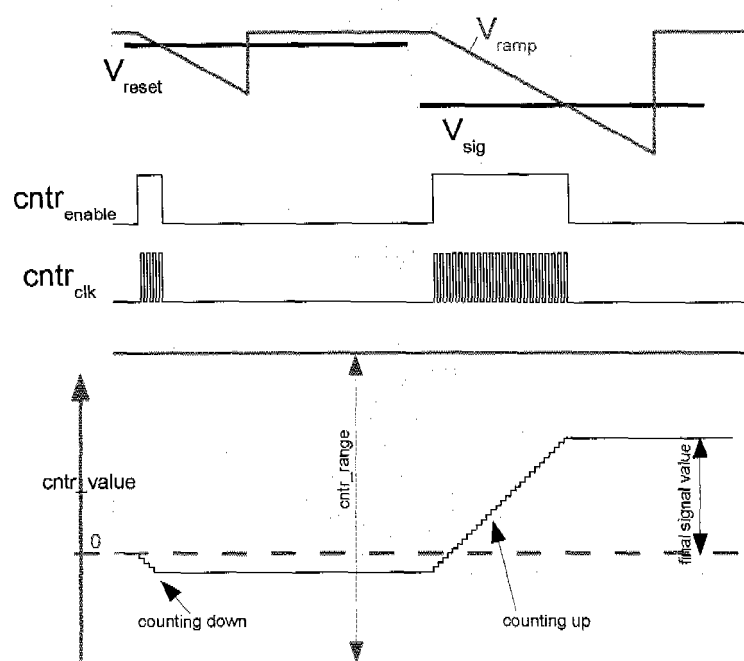 V_ramp
V_reset
V_sig
cntr_enable
cntr_clk
cntr_range
cntr_value
final signal value
0
counting down
counting up